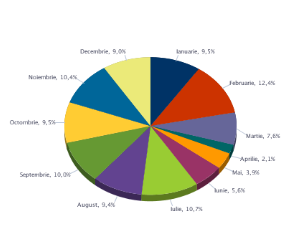 Decembrie, 9,0%
Ianuarie, 9,5%
Noiembrie, 10,4%
Februarie, 12,4%
Octombrie, 9,5%
Martie, 7,6%
Aprilie, 2,1%
Mai, 3,9%
Septembrie, 10,0%
Iunie, 5,6%
August, 9,4%
Iulie, 10,7%